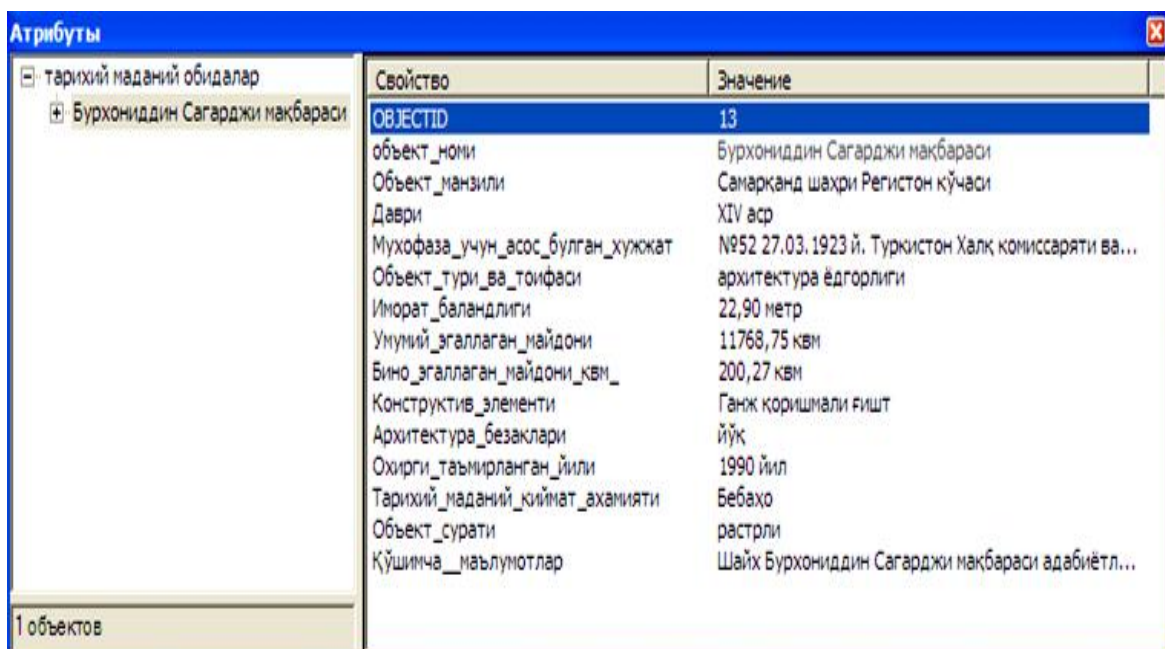 Атрибуты
тарихий маданий обидалар
Бурхониддин Сагарджи мақбараси
Свойство Значение
OBJECTID 13
объект_номи Бурхониддин Сагарджи мақбараси
Объект_манзили Самарқанд шаҳри Регистон кўчаси
Даври XIV аср
Мухофаза_учун_асос_булган_хужжат №52 27.03.1923 й. Туркистон Халқ комиссаряти ва...
Объект_тури_ва_тоифаси архитектура ёдгорлиги
Иморат_баландлиги 22,90 метр
Умумий_эгаллаган_майдони 11768,75 квм
Бино_эгаллаган_майдони_квм_ 200,27 квм
Конструктив_элементи Ганж қоришмали ғишт
Архитектура_безаклари йўқ
Охирги_таъмирланган_йили 1990 йил
Тарихий_маданий_киймат_ахамияти Бебаҳо
Объект_сурати растрли
Қўшимча__маълумотлар Шайх Бурхониддин Сагарджи мақбараси адабиётл...
1 объектов